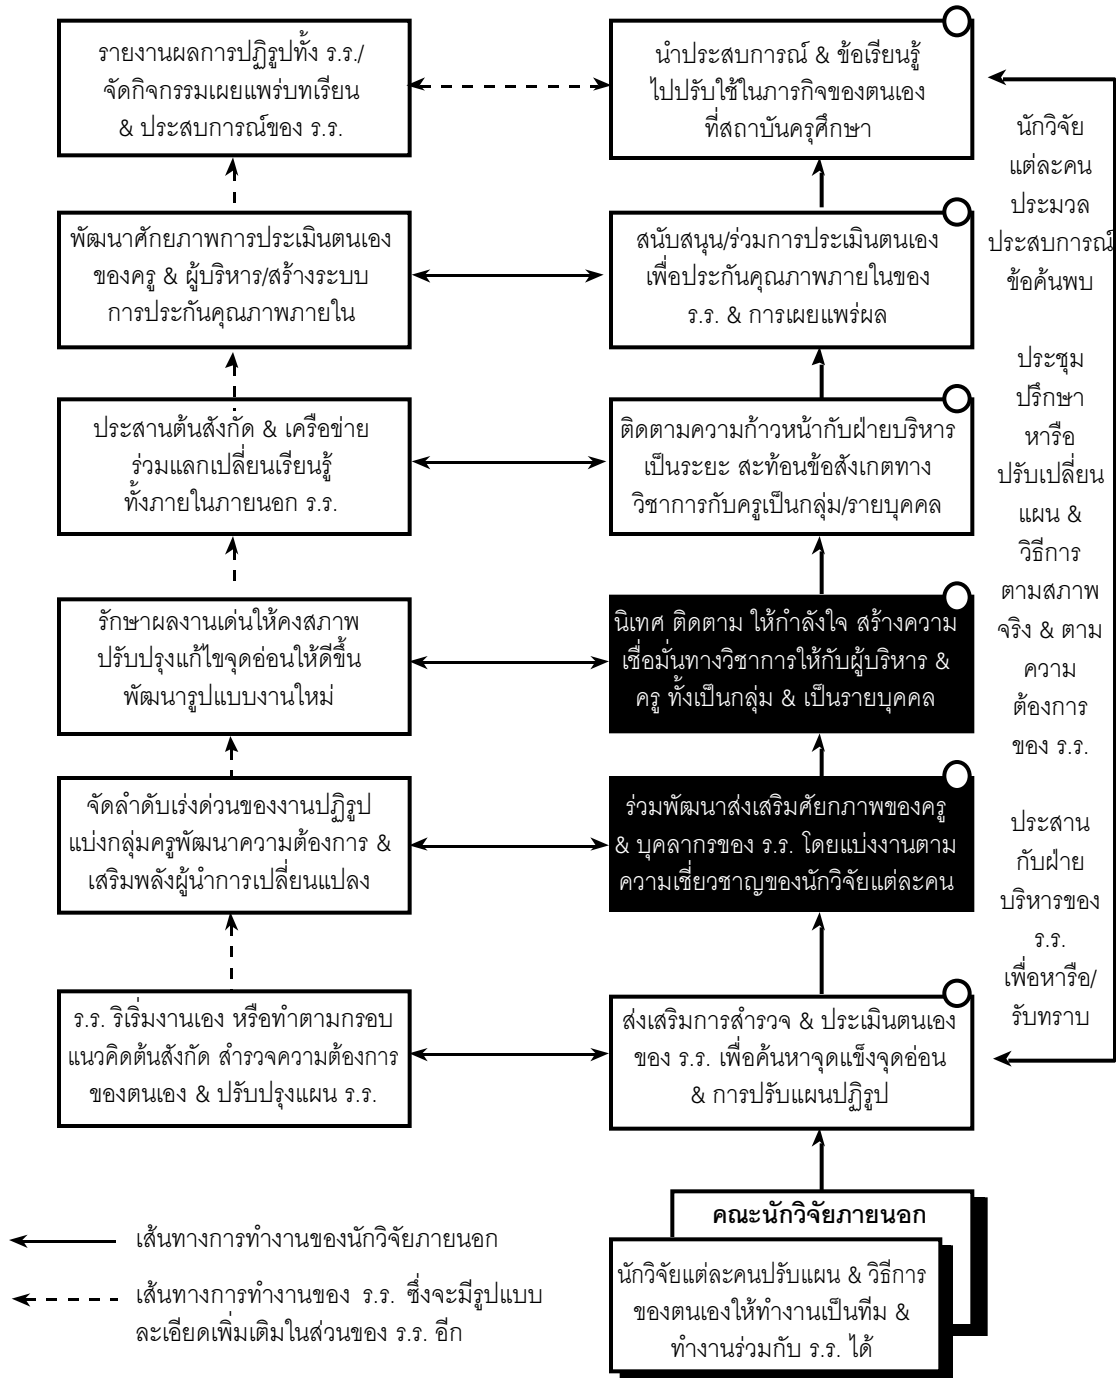 รายงานผลการปฏิรูปทั้ง ร.ร./
จัดกิจกรรมเผยแพร่บทเรียน
& ประสบการณ์ของ ร.ร.
นำประสบการณ์ & ข้อเรียนรู้
ไปปรับใช้ในภารกิจของตนเอง
ที่สถาบันครุศึกษา
พัฒนาศักยภาพการประเมินตนเอง
ของครู & ผู้บริหาร/สร้างระบบ
การประกันคุณภาพภายใน
สนับสนุน/ร่วมการประเมินตนเอง
เพื่อประกันคุณภาพภายในของ
ร.ร. & การเผยแพร่ผล
ประสานต้นสังกัด & เครือข่าย
ร่วมแลกเปลี่ยนเรียนรู้
ทั้งภายในภายนอก ร.ร.
ติดตามความก้าวหน้ากับฝ่ายบริหาร
เป็นระยะ สะท้อนข้อสังเกตทาง
วิชาการกับครูเป็นกลุ่ม/รายบุคคล
รักษาผลงานเด่นให้คงสภาพ
ปรับปรุงแก้ไขจุดอ่อนให้ดีขึ้น
พัฒนารูปแบบงานใหม่
นิเทศ ติดตาม ให้กำลังใจ สร้างความ
เชื่อมั่นทางวิชาการให้กับผู้บริหาร &
ครู ทั้งเป็นกลุ่ม & เป็นรายบุคคล
จัดลำดับเร่งด่วนของงานปฏิรูป
แบ่งกลุ่มครูพัฒนาความต้องการ &
เสริมพลังผู้นำการเปลี่ยนแปลง
ร่วมพัฒนาส่งเสริมศัยกภาพของครู
& บุคลากรของ ร.ร. โดยแบ่งงานตาม
ความเชี่ยวชาญของนักวิจัยแต่ละคน
ร.ร. ริเริ่มงานเอง หรือทำตามกรอบ
แนวคิดต้นสังกัด สำรวจความต้องการ
ของตนเอง & ปรับปรุงแผน ร.ร.
ส่งเสริมการสำรวจ & ประเมินตนเอง
ของ ร.ร. เพื่อค้นหาจุดแข็งจุดอ่อน
& การปรับแผนปฏิรูป
นักวิจัย
แต่ละคน
ประมวล
ประสบการณ์
ข้อค้นพบ
ประชุม
ปรึกษา
หารือ
ปรับเปลี่ยน
แผน &
วิธีการ
ตามสภาพ
จริง & ตาม
ความ
ต้องการ
ของ ร.ร.
ประสาน
กับฝ่าย
บริหารของ
ร.ร.
เพื่อหารือ/
รับทราบ
คณะนักวิจัยภายนอก
นักวิจัยแต่ละคนปรับแผน & วิธีการ
ของตนเองให้ทำงานเป็นทีม &
ทำงานร่วมกับ ร.ร. ได้
เส้นทางการทำงานของนักวิจัยภายนอก
เส้นทางการทำงานของ ร.ร. ซึ่งจะมีรูปแบบ
ละเอียดเพิ่มเติมในส่วนของ ร.ร. อีก